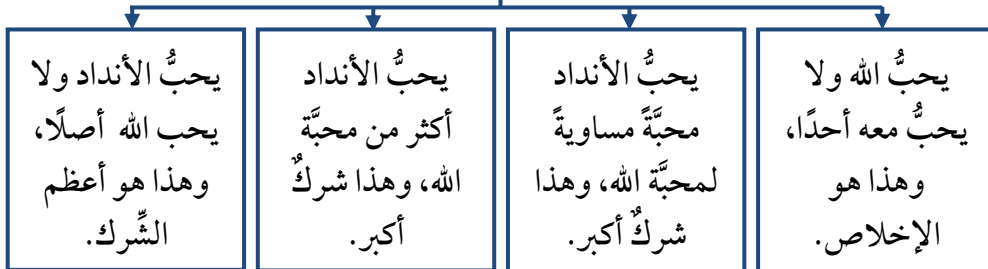 يحبُّ الله ولا
يحبُّ معه أحدًا،
وهذا هو
الإخلاص.
يحبُّ الأنداد
محبَّةً مساويةً
لمحبَّة الله، وهذا
شركٌ أكبر.
يحبُّ الأنداد
أكثر من محبَّة
الله، وهذا شركٌ
أكبر.
يحبُّ الأنداد ولا
يحب الله أصلًا،
وهذا هو أعظم
الشِّرك.